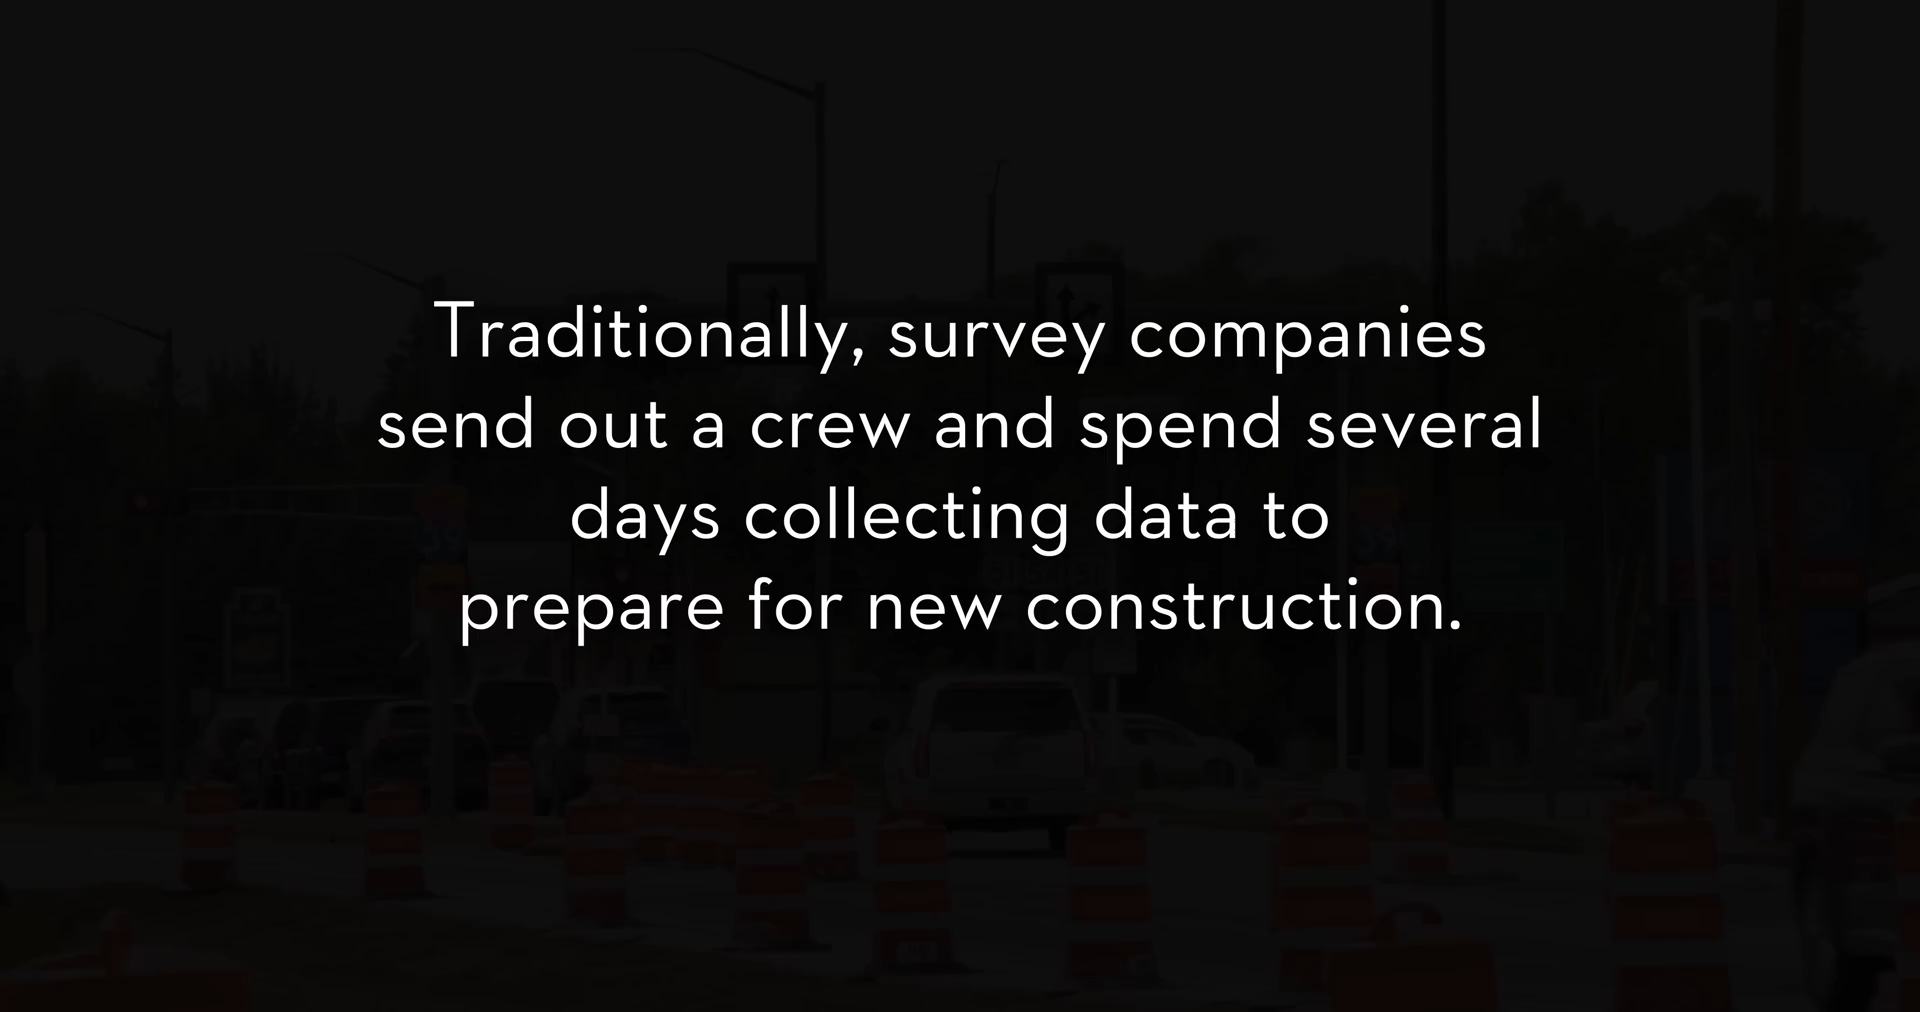 Traditionally, survey companies
send out a crew and spend several
days collecting data to
prepare for new construction.